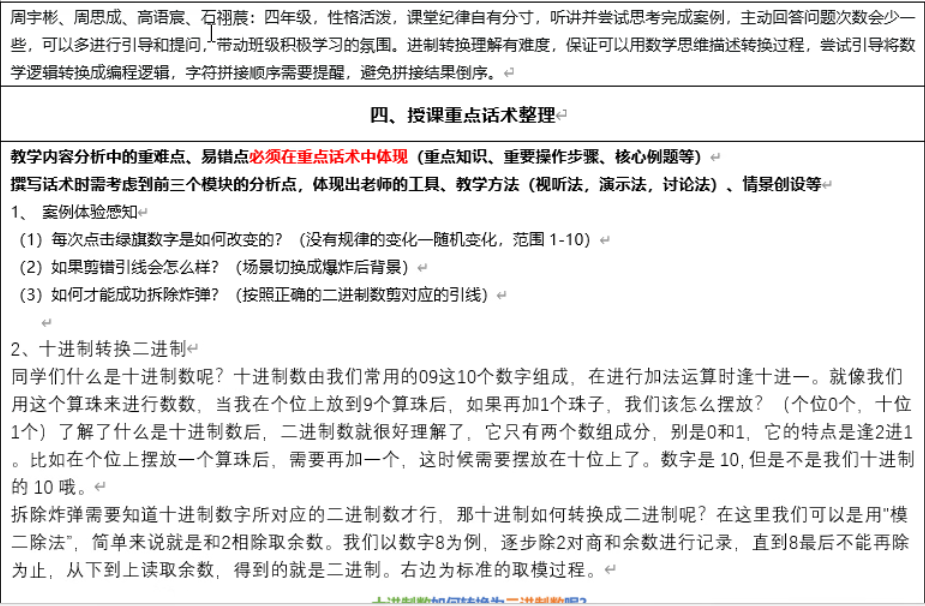 周宇彬、周思成、高语宸、石祤蕽：四年级，性格活泼，课堂纪律自有分寸，听讲并尝试思考完成案例，主动回答问题次数会少一
些，可以多进行引导和提问，带动班级积极学习的氛围。进制转换理解有难度，保证可以用数学思维描述转换过程，尝试引导将数
学逻辑转换成编程逻辑，字符拼接顺序需要提醒，避免拼接结果倒序。
四、授课重点话术整理
教学内容分析中的重难点、易错点必须在重点话术中体现（重点知识、重要操作步骤、核心例题等）
撰写话术时需考虑到前三个模块的分析点，体现出老师的工具、教学方法（视听法，演示法，讨论法）、情景创设等
1、 案例体验感知
（1）每次点击绿旗数字是如何改变的？（没有规律的变化—随机变化，范围 1-10）
（2）如果剪错引线会怎么样？（场景切换成爆炸后背景）
（3）如何才能成功拆除炸弹？（按照正确的二进制数剪对应的引线）
2、十进制转换二进制
同学们什么是十进制数呢？十进制数由我们常用的09这10个数字组成，在进行加法运算时逢十进一。就像我们
用这个算珠来进行数数，当我在个位上放到9个算珠后，如果再加1个珠子，我们该怎么摆放？（个位0个，十位
1个）了解了什么是十进制数后，二进制数就很好理解了，它只有两个数组成分，别是0和1，它的特点是逢2进1
。比如在个位上摆放一个算珠后，需要再加一个，这时候需要摆放在十位上了。数字是 10, 但是不是我们十进制
的 10 哦。
拆除炸弹需要知道十进制数字所对应的二进制数才行，那十进制如何转换成二进制呢？在这里我们可以是用"模
二除法"，简单来说就是和2相除取余数。我们以数字8为例，逐步除2对商和余数进行记录，直到8最后不能再除
为止，从下到上读取余数，得到的就是二进制。右边为标准的取模过程。
十进制数如何转换为二进制数呢？